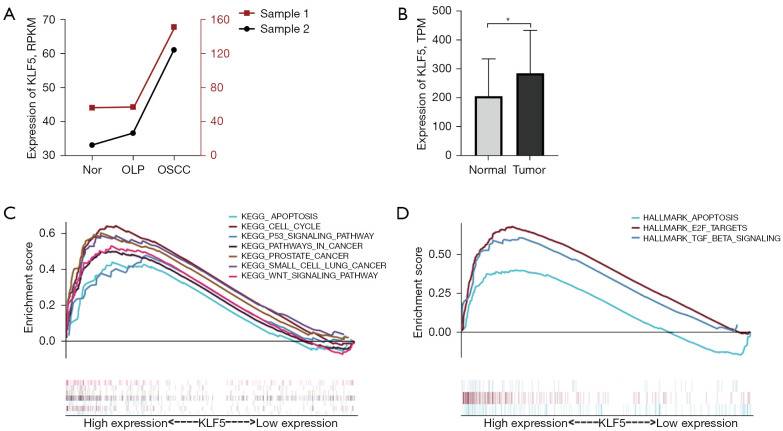 A
Sample 1
Sample 2
Expression of KLF5, RPKM
70
60
50
40
30
160
120
80
40
0
Nor OLP OSCC
B
Expression of KLF5, TPM
500
400
300
200
100
0
*
Normal Tumor
C
KEGG_ APOPTOSIS
KEGG_CELL_CYCLE
KEGG_P53_SIGNALING_PATHWAY
KEGG_PATHWAYS_IN_CANCER
KEGG_PROSTATE_CANCER
KEGG_SMALL_CELL_LUNG_CANCER
KEGG_WNT_SIGNALING_PATHWAY
Enrichment score
0.6
0.4
0.2
0.0
High expression KLF5 Low expression
D
HALLMARK_APOPTOSIS
HALLMARK_E2F_TARGETS
HALLMARK_TGF_BETA_SIGNALING
Enrichment score
0.50
0.25
0.00
High expression KLF5 Low expression